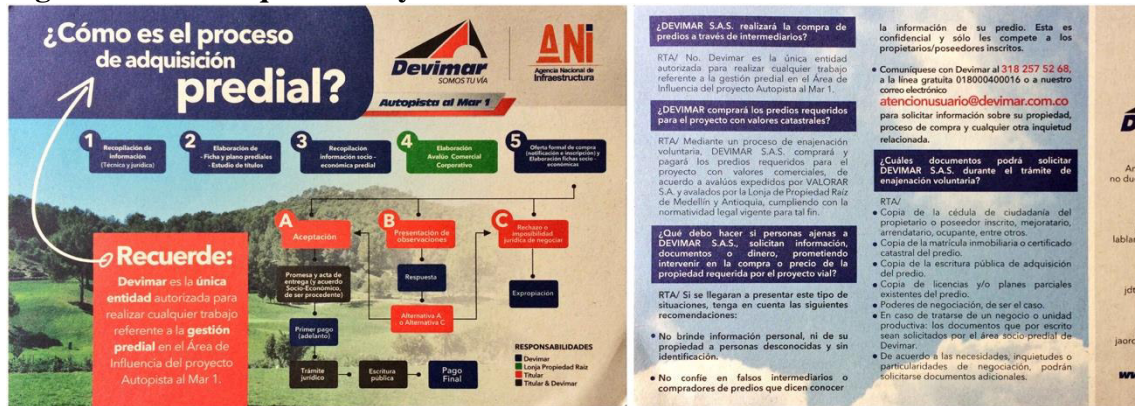 ¿Cómo es el proceso
de adquisición
predial?
Devimar
SOMOS TU VÍA
ANi
Agencia Nacional de
Infraestructura
Autopista al Mar 1
1
Recopilación de
información
(Técnica y jurídica)
2
Elaboración de
- Ficha y plano prediales
- Estudio de títulos
3
Recopilación
información socio -
económica predial
4
Elaboración
Avalúo Comercial
Corporativo
5
Oferta formal de compra
(notificación e inscripción) y
Elaboración fichas socio -
económicas
A
Aceptación
B
Presentación de
observaciones
C
Rechazo o
imposibilidad
jurídica de negociar
Promesa y acta de
entrega (y acuerdo
Socio-Económico,
de ser procedente)
Respuesta
Expropiación
Alternativa A
o Alternativa C
Primer pago
(adelanto)
Trámite
jurídico
Escritura
pública
Pago
Final
RESPONSABILIDADES
Devimar
Lonja Propiedad Raíz
Titular
Titular & Devimar
Recuerde:
Devimar es la única
entidad autorizada para
realizar cualquier trabajo
referente a la gestión
predial en el Área de
Influencia del proyecto
Autopista al Mar 1.
¿DEVIMAR S.A.S. realizará la compra de
predios a través de intermediarios?
RTA/ No. Devimar es la única entidad
autorizada para realizar cualquier trabajo
referente a la gestión predial en el Área de
Influencia del proyecto Autopista al Mar 1.
¿DEVIMAR comprará los predios requeridos
para el proyecto con valores catastrales?
RTA/ Mediante un proceso de enajenación
voluntaria, DEVIMAR S.A.S. comprará y
pagará los predios requeridos para el
proyecto con valores comerciales, de
acuerdo a avalúos expedidos por VALORAR
S.A. y avalados por la Lonja de Propiedad Raíz
de Medellín y Antioquia, cumpliendo con la
normatividad legal vigente para tal fin.
¿Qué debo hacer si personas ajenas a
DEVIMAR S.A.S., solicitan información,
documentos o dinero, prometiendo
intervenir en la compra o precio de la
propiedad requerida por el proyecto vial?
RTA/ Si se llegaran a presentar este tipo de
situaciones, tenga en cuenta las siguientes
recomendaciones:
• No brinde información personal, ni de su
propiedad a personas desconocidas y sin
identificación.
• No confíe en falsos intermediarios o
compradores de predios que dicen conocer
la información de su predio. Esta es
confidencial y sólo les compete a los
propietarios/poseedores inscritos.
• Comuníquese con Devimar al 318 257 52 68,
a la línea gratuita 018000400016 o a nuestro
correo electrónico
atencionusuario@devimar.com.co
para solicitar información sobre su propiedad,
proceso de compra y cualquier otra inquietud
relacionada.
¿Cuáles documentos podrá solicitar
DEVIMAR S.A.S. durante el trámite de
enajenación voluntaria?
RTA/
• Copia de la cédula de ciudadanía del
propietario o poseedor inscrito, mejoratario,
arrendatario, ocupante, entre otros.
• Copia de la matrícula inmobiliaria o certificado
catastral del predio.
• Copia de la escritura pública de adquisición
del predio.
• Copia de licencias y/o planes parciales
existentes del predio.
• Poderes de negociación, de ser el caso.
• En caso de tratarse de un negocio o unidad
productiva: los documentos que por escrito
sean solicitados por el área socio-predial de
Devimar.
• De acuerdo a las necesidades, inquietudes o
particularidades de negociación, podrán
solicitarse documentos adicionales.